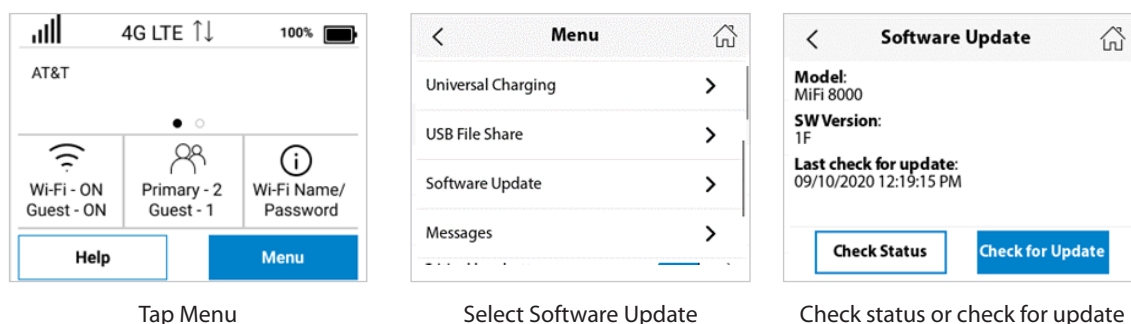 4G LTE ↑↓ 100%
AT&T
Wi-Fi - ON
Guest - ON
Primary - 2
Guest - 1
Wi-Fi Name/
Password
Help
Menu
Tap Menu
Menu
Universal Charging
USB File Share
Software Update
Messages
Select Software Update
Software Update
Model:
MiFi 8000
SW Version:
1F
Last check for update:
09/10/2020 12:19:15 PM
Check Status
Check for Update
Check status or check for update